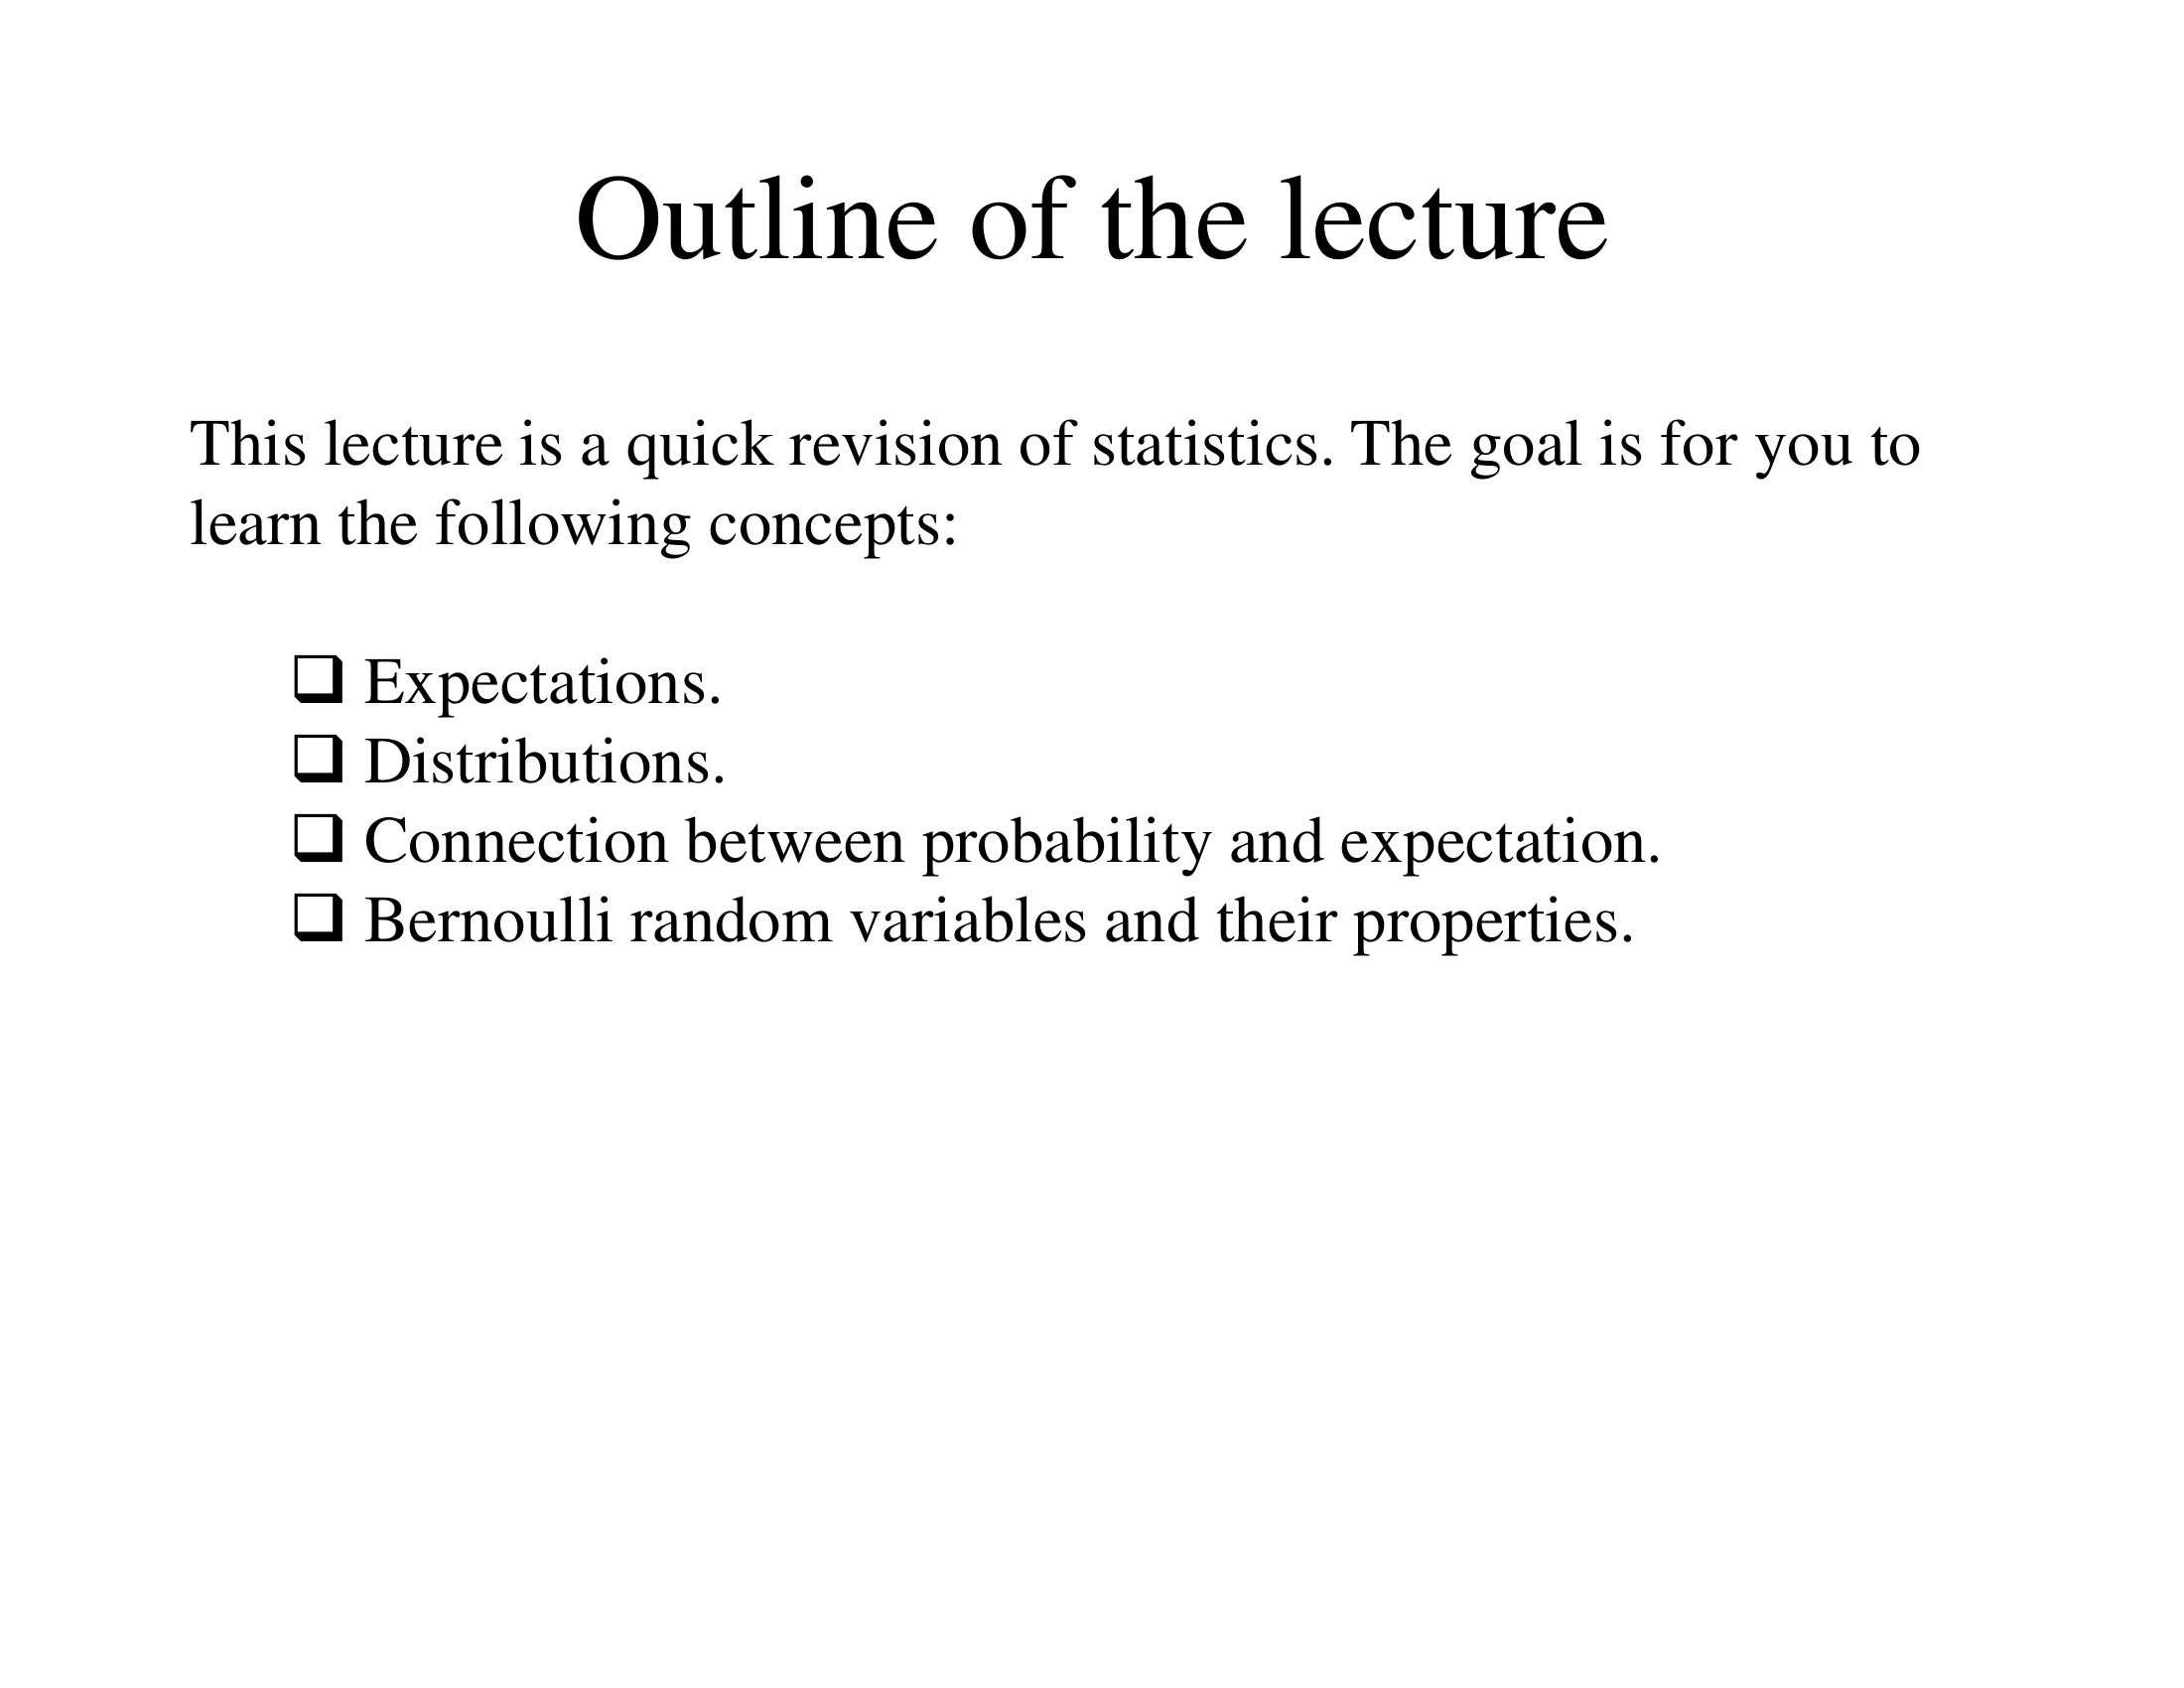 Outline of the lecture
This lecture is a quick revision of statistics. The goal is for you to
learn the following concepts:
❑ Expectations.
❑ Distributions.
❑ Connection between probability and expectation.
❑ Bernoulli random variables and their properties.